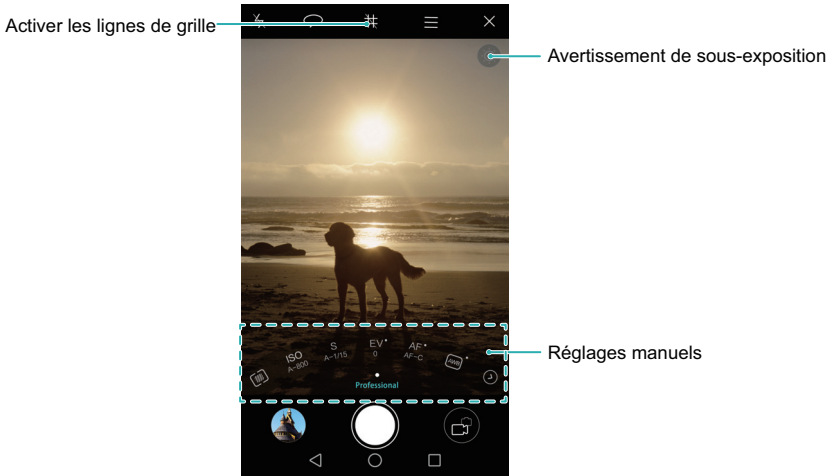 Activer les lignes de grille
Avertissement de sous-exposition
ISO
A-800
S
A-1/15
EV
0
AF
AF-C
AWB
Professional
Réglages manuels